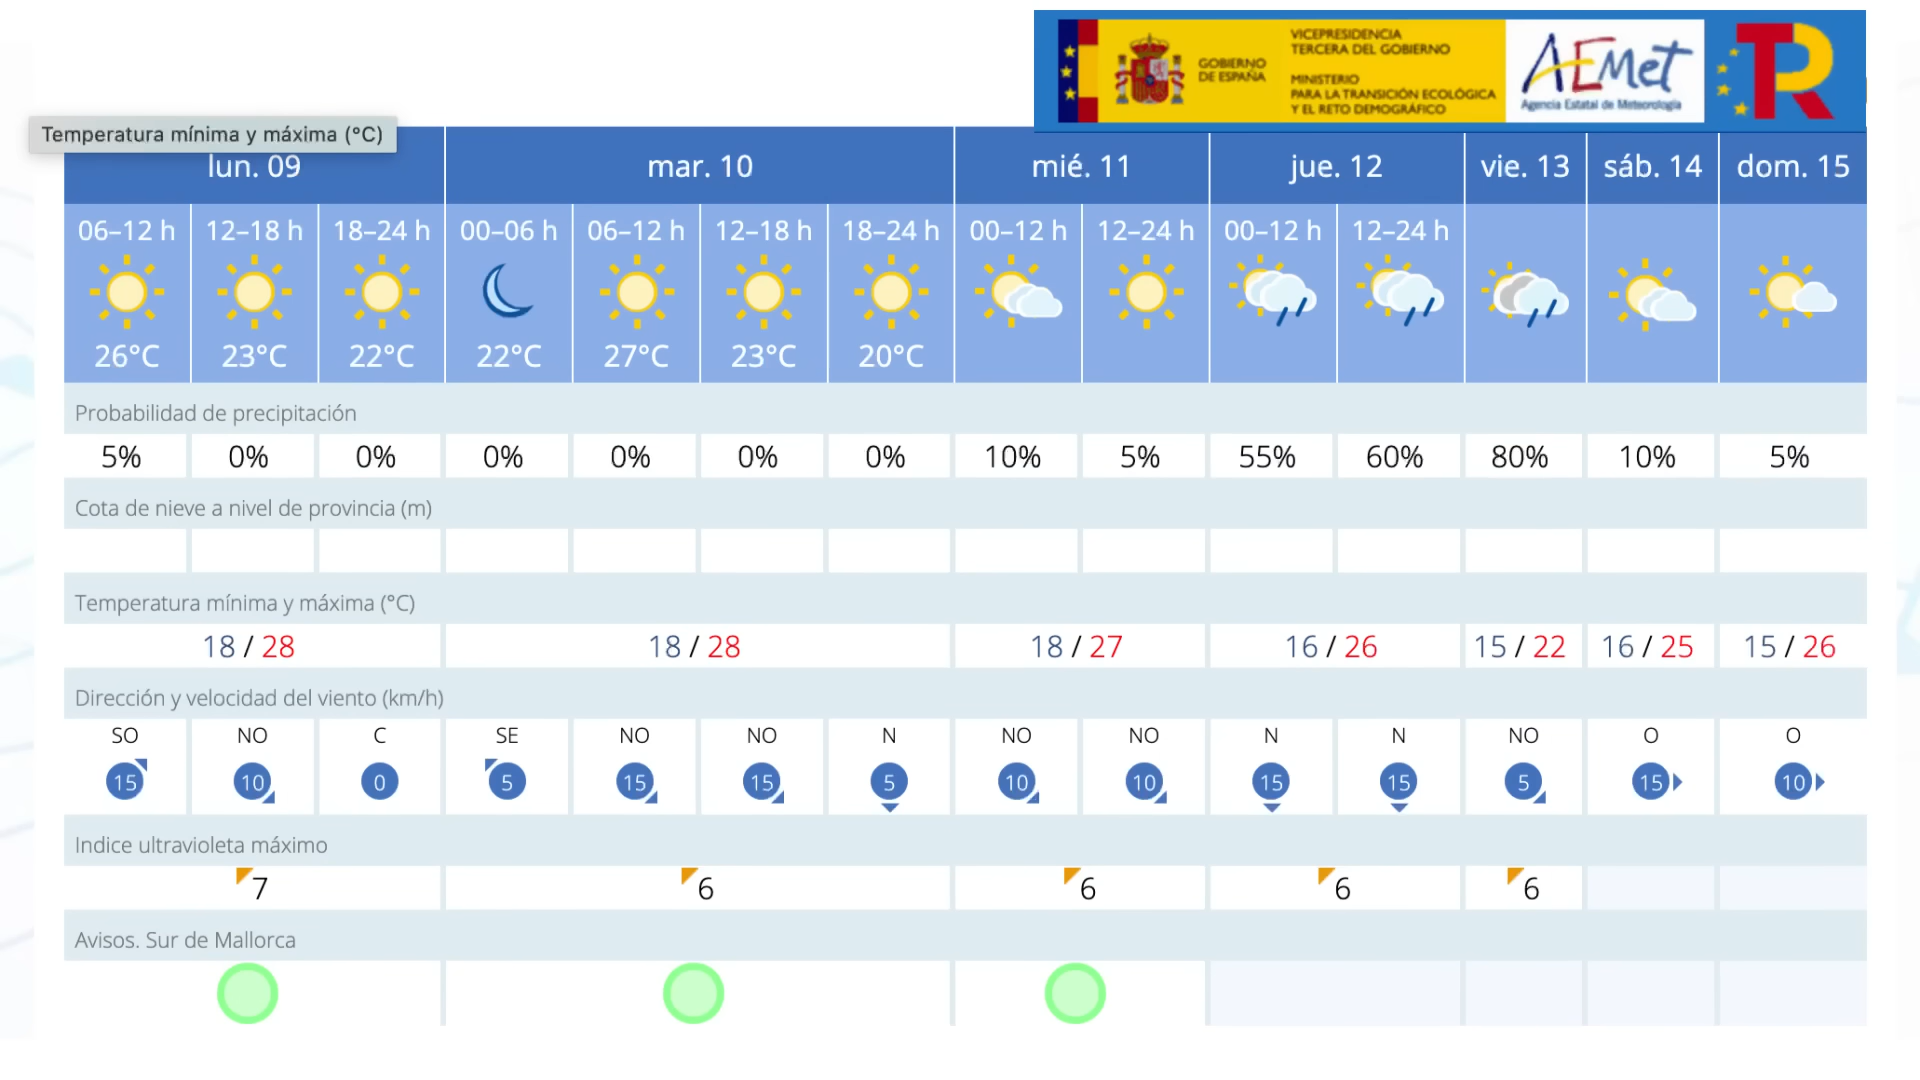 GOBIERNO
DE ESPAÑA
VICEPRESIDENCIA
TERCERA DEL GOBIERNO
MINISTERIO
PARA LA TRANSICIÓN ECOLÓGICA
Y EL RETO DEMOGRÁFICO
AEMet
Agencia Estatal de Meteorología
TR
Temperatura mínima y máxima (°C)
lun. 09 mar. 10 mié. 11 jue. 12 vie. 13 sáb. 14 dom. 15
06–12 h 12–18 h 18–24 h 00–06 h 06–12 h 12–18 h 18–24 h 00–12 h 12–24 h 00–12 h 12–24 h
26°C 23°C 22°C 22°C 27°C 23°C 20°C
Probabilidad de precipitación
5% 0% 0% 0% 0% 0% 0% 10% 5% 55% 60% 80% 10% 5%
Cota de nieve a nivel de provincia (m)
Temperatura mínima y máxima (°C)
18 / 28 18 / 28 18 / 27 16 / 26 15 / 22 16 / 25 15 / 26
Dirección y velocidad del viento (km/h)
SO NO C SE NO NO N NO NO N N NO O O
15 10 0 5 15 15 5 10 10 15 15 5 15 10
Indice ultravioleta máximo
7 6 6 6 6
Avisos. Sur de Mallorca